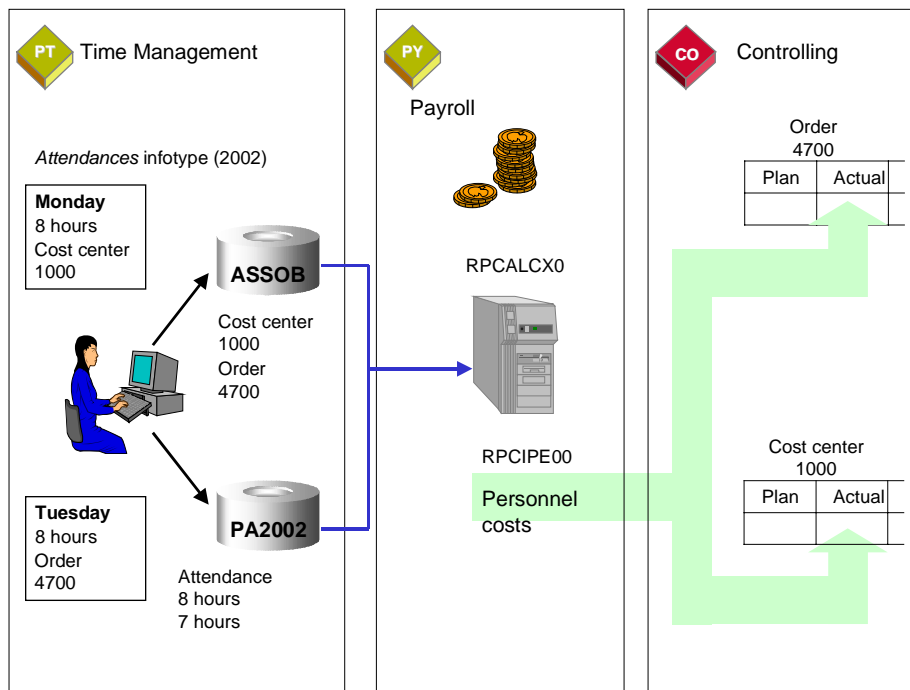 PT
Time Management
Attendances infotype (2002)
Monday
8 hours
Cost center
1000
ASSOB
Cost center
1000
Order
4700
Tuesday
8 hours
Order
4700
PA2002
Attendance
8 hours
7 hours
PY
Payroll
RPCALCX0
RPCIPE00
Personnel
costs
CO
Controlling
Order
4700
Plan Actual
Cost center
1000
Plan Actual